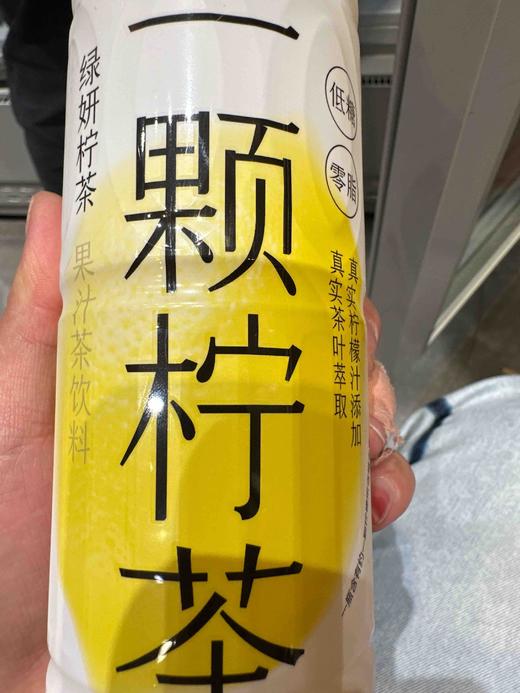 一颗柠茶
绿妍柠茶
果汁茶饮料
低糖
零脂
真实柠檬汁添加
真实茶叶萃取